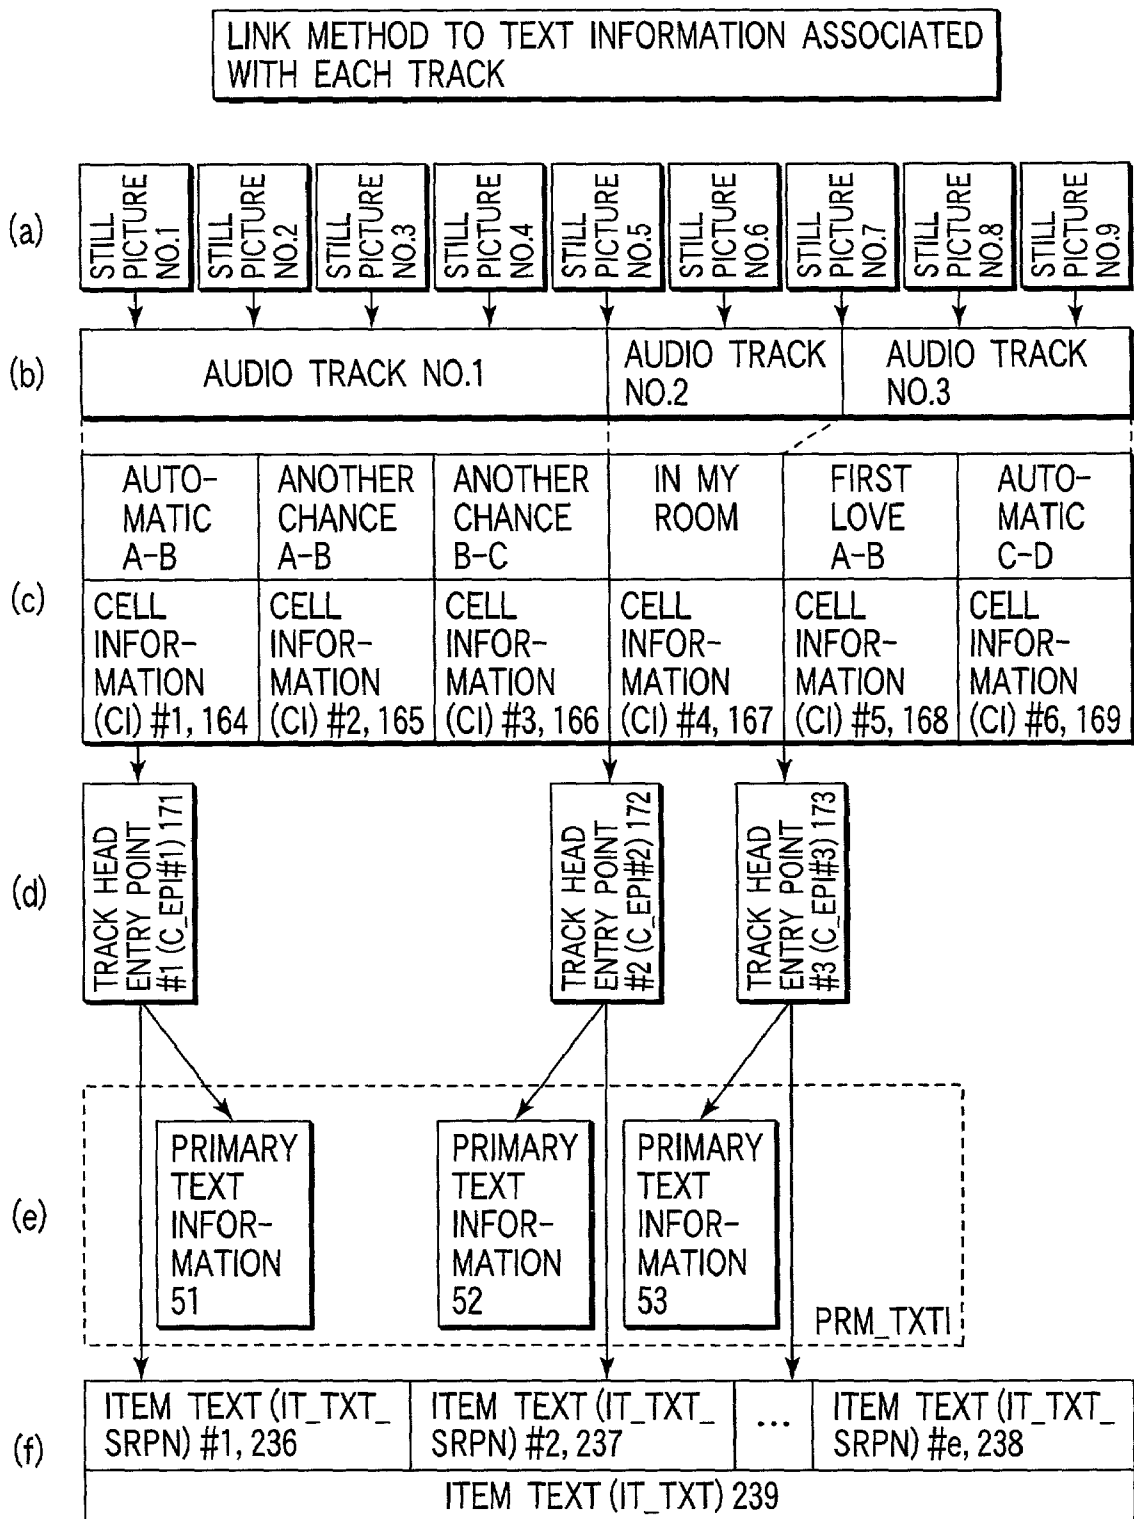 LINK METHOD TO TEXT INFORMATION ASSOCIATED
WITH EACH TRACK
(a)
STILL
PICTURE
NO.1
STILL
PICTURE
NO.2
STILL
PICTURE
NO.3
STILL
PICTURE
NO.4
STILL
PICTURE
NO.5
STILL
PICTURE
NO.6
STILL
PICTURE
NO.7
STILL
PICTURE
NO.8
STILL
PICTURE
NO.9
(b)
AUDIO TRACK NO.1
AUDIO TRACK
NO.2
AUDIO TRACK
NO.3
(c)
AUTO-
MATIC
A-B
ANOTHER
CHANCE
A-B
ANOTHER
CHANCE
B-C
IN MY
ROOM
FIRST
LOVE
A-B
AUTO-
MATIC
C-D
CELL
INFOR-
MATION
(CI) #1, 164
CELL
INFOR-
MATION
(CI) #2, 165
CELL
INFOR-
MATION
(CI) #3, 166
CELL
INFOR-
MATION
(CI) #4, 167
CELL
INFOR-
MATION
(CI) #5, 168
CELL
INFOR-
MATION
(CI) #6, 169
(d)
TRACK HEAD
ENTRY POINT
#1 (C_EPI#1) 171
TRACK HEAD
ENTRY POINT
#2 (C_EPI#2) 172
TRACK HEAD
ENTRY POINT
#3 (C_EPI#3) 173
(e)
PRIMARY
TEXT
INFOR-
MATION
51
PRIMARY
TEXT
INFOR-
MATION
52
PRIMARY
TEXT
INFOR-
MATION
53
PRM_TXTI
(f)
ITEM TEXT (IT_TXT_
SRPN) #1, 236
ITEM TEXT (IT_TXT_
SRPN) #2, 237
...
ITEM TEXT (IT_TXT_
SRPN) #e, 238
ITEM TEXT (IT_TXT) 239